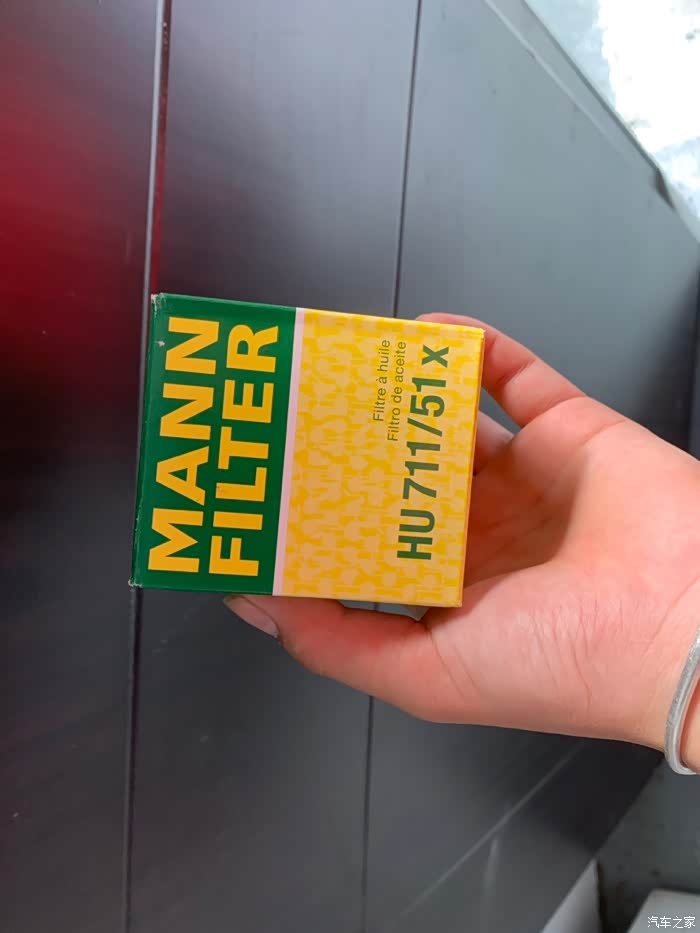 MANN
FILTER
Filtre à huile
Filtro de aceite
HU 711/51 x
汽车之家